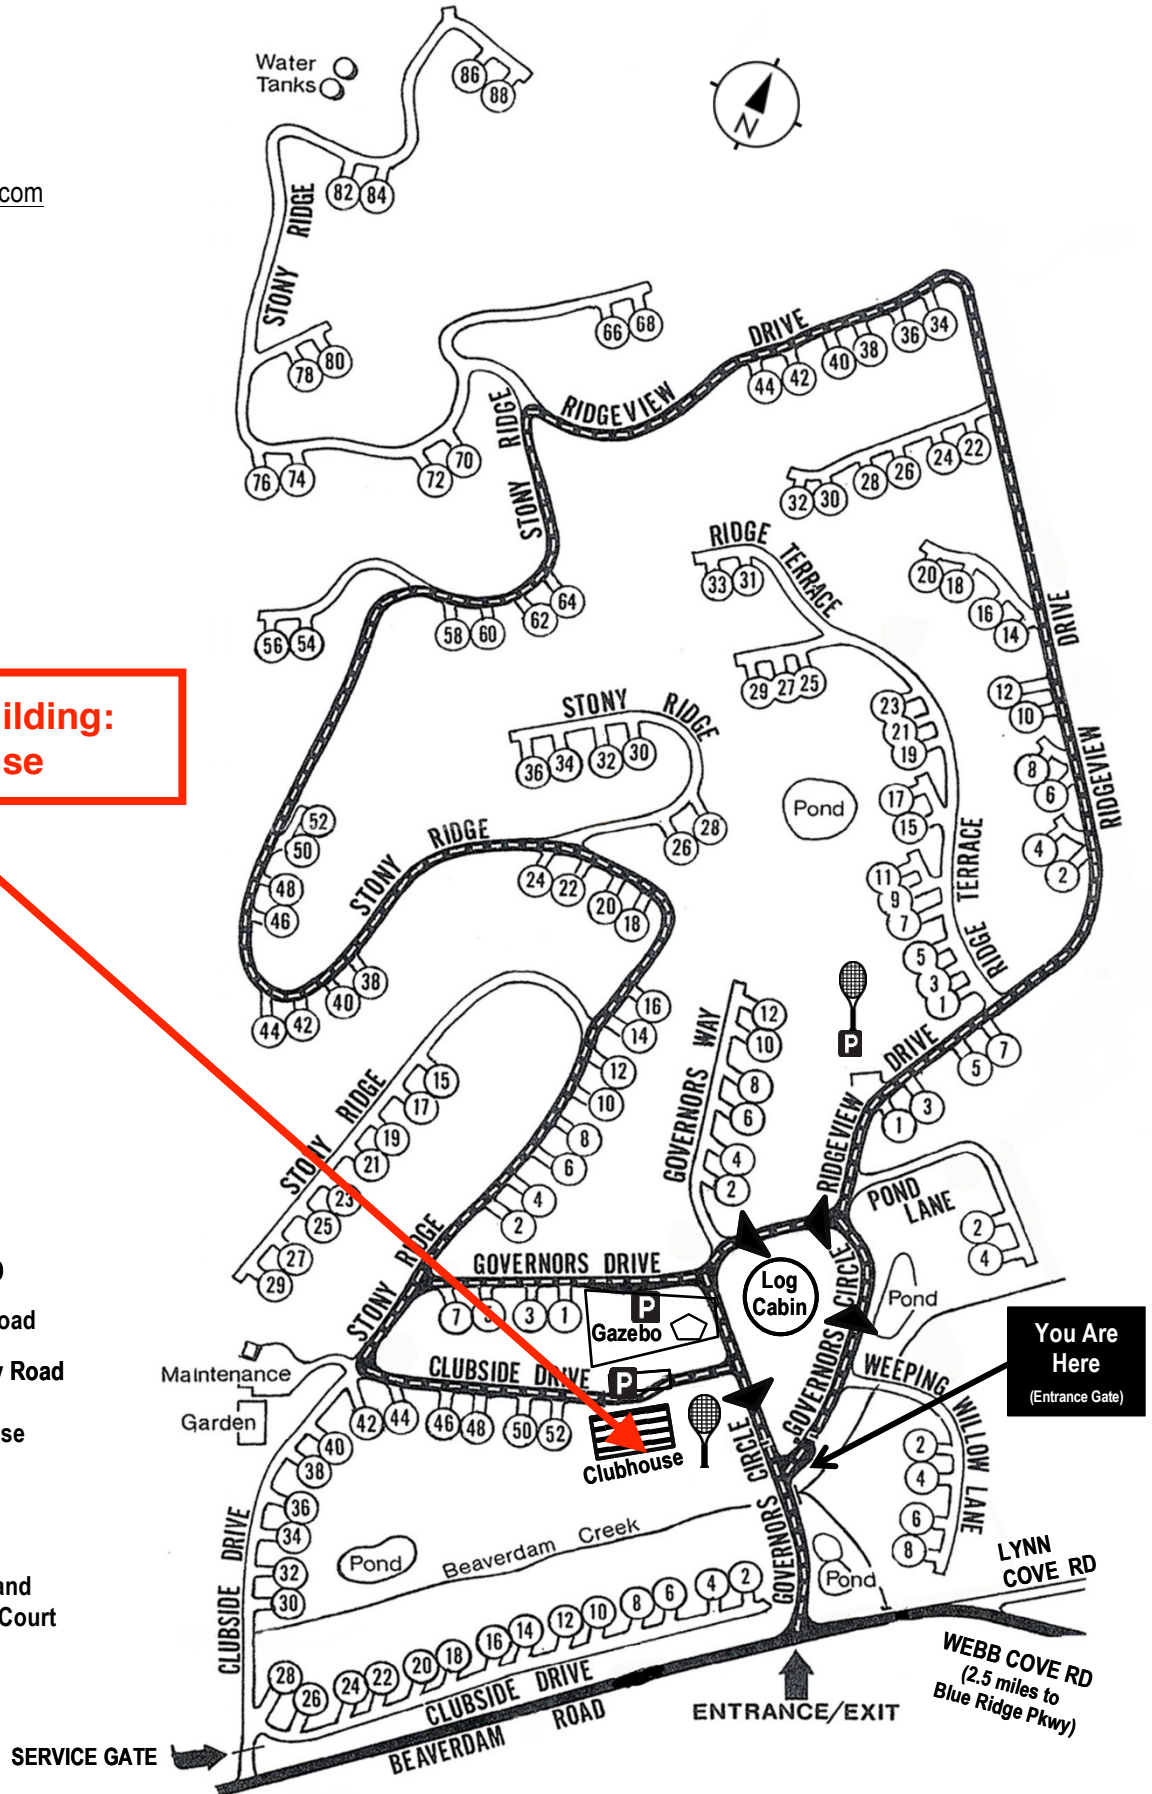 Water
Tanks
86
88
N
com
82
84
STONY RIDGE
66
68
78
80
DRIVE
44
42
40
38
36
34
RIDGEVIEW
RIDGE
STONY
76
74
72
70
32
30
28
26
24
22
RIDGE
TERRACE
33
31
20
18
16
14
DRIVE
56
54
58
60
62
64
29
27
25
12
10
ilding:
se
STONY
RIDGE
36
34
32
30
23
21
19
8
6
RIDGEVIEW
Pond
17
15
52
50
RIDGE
STONY
26
28
4
2
48
46
24
22
20
18
11
9
7
TERRACE
RIDGE
5
3
1
38
40
42
44
16
14
12
10
8
6
4
2
GOVERNORS WAY
12
10
8
6
4
2
P
DRIVE
RIDGEVIEW
7
5
3
1
STONY RIDGE
15
17
19
21
23
25
27
29
POND
LANE
2
4
STONY RIDGE
GOVERNORS DRIVE
7
3
1
P
Gazebo
Log
Cabin
GOVERNORS CIRCLE
Pond
oad
Road
se
You Are
Here
(Entrance Gate)
Maintenance
Garden
CLUBSIDE DRIVE
P
42
44
46
48
50
52
Clubhouse
WEEPING
WILLOW LANE
2
4
6
8
GOVERNORS CIRCLE
40
38
36
34
32
30
CLUBSIDE DRIVE
Pond
Beaverdam Creek
Pond
LYNN
COVE RD
and
Court
28
26
24
22
20
18
16
14
12
10
8
6
4
2
CLUBSIDE DRIVE
BEAVERDAM ROAD
ENTRANCE/EXIT
WEBB COVE RD
(2.5 miles to
Blue Ridge Pkwy)
SERVICE GATE